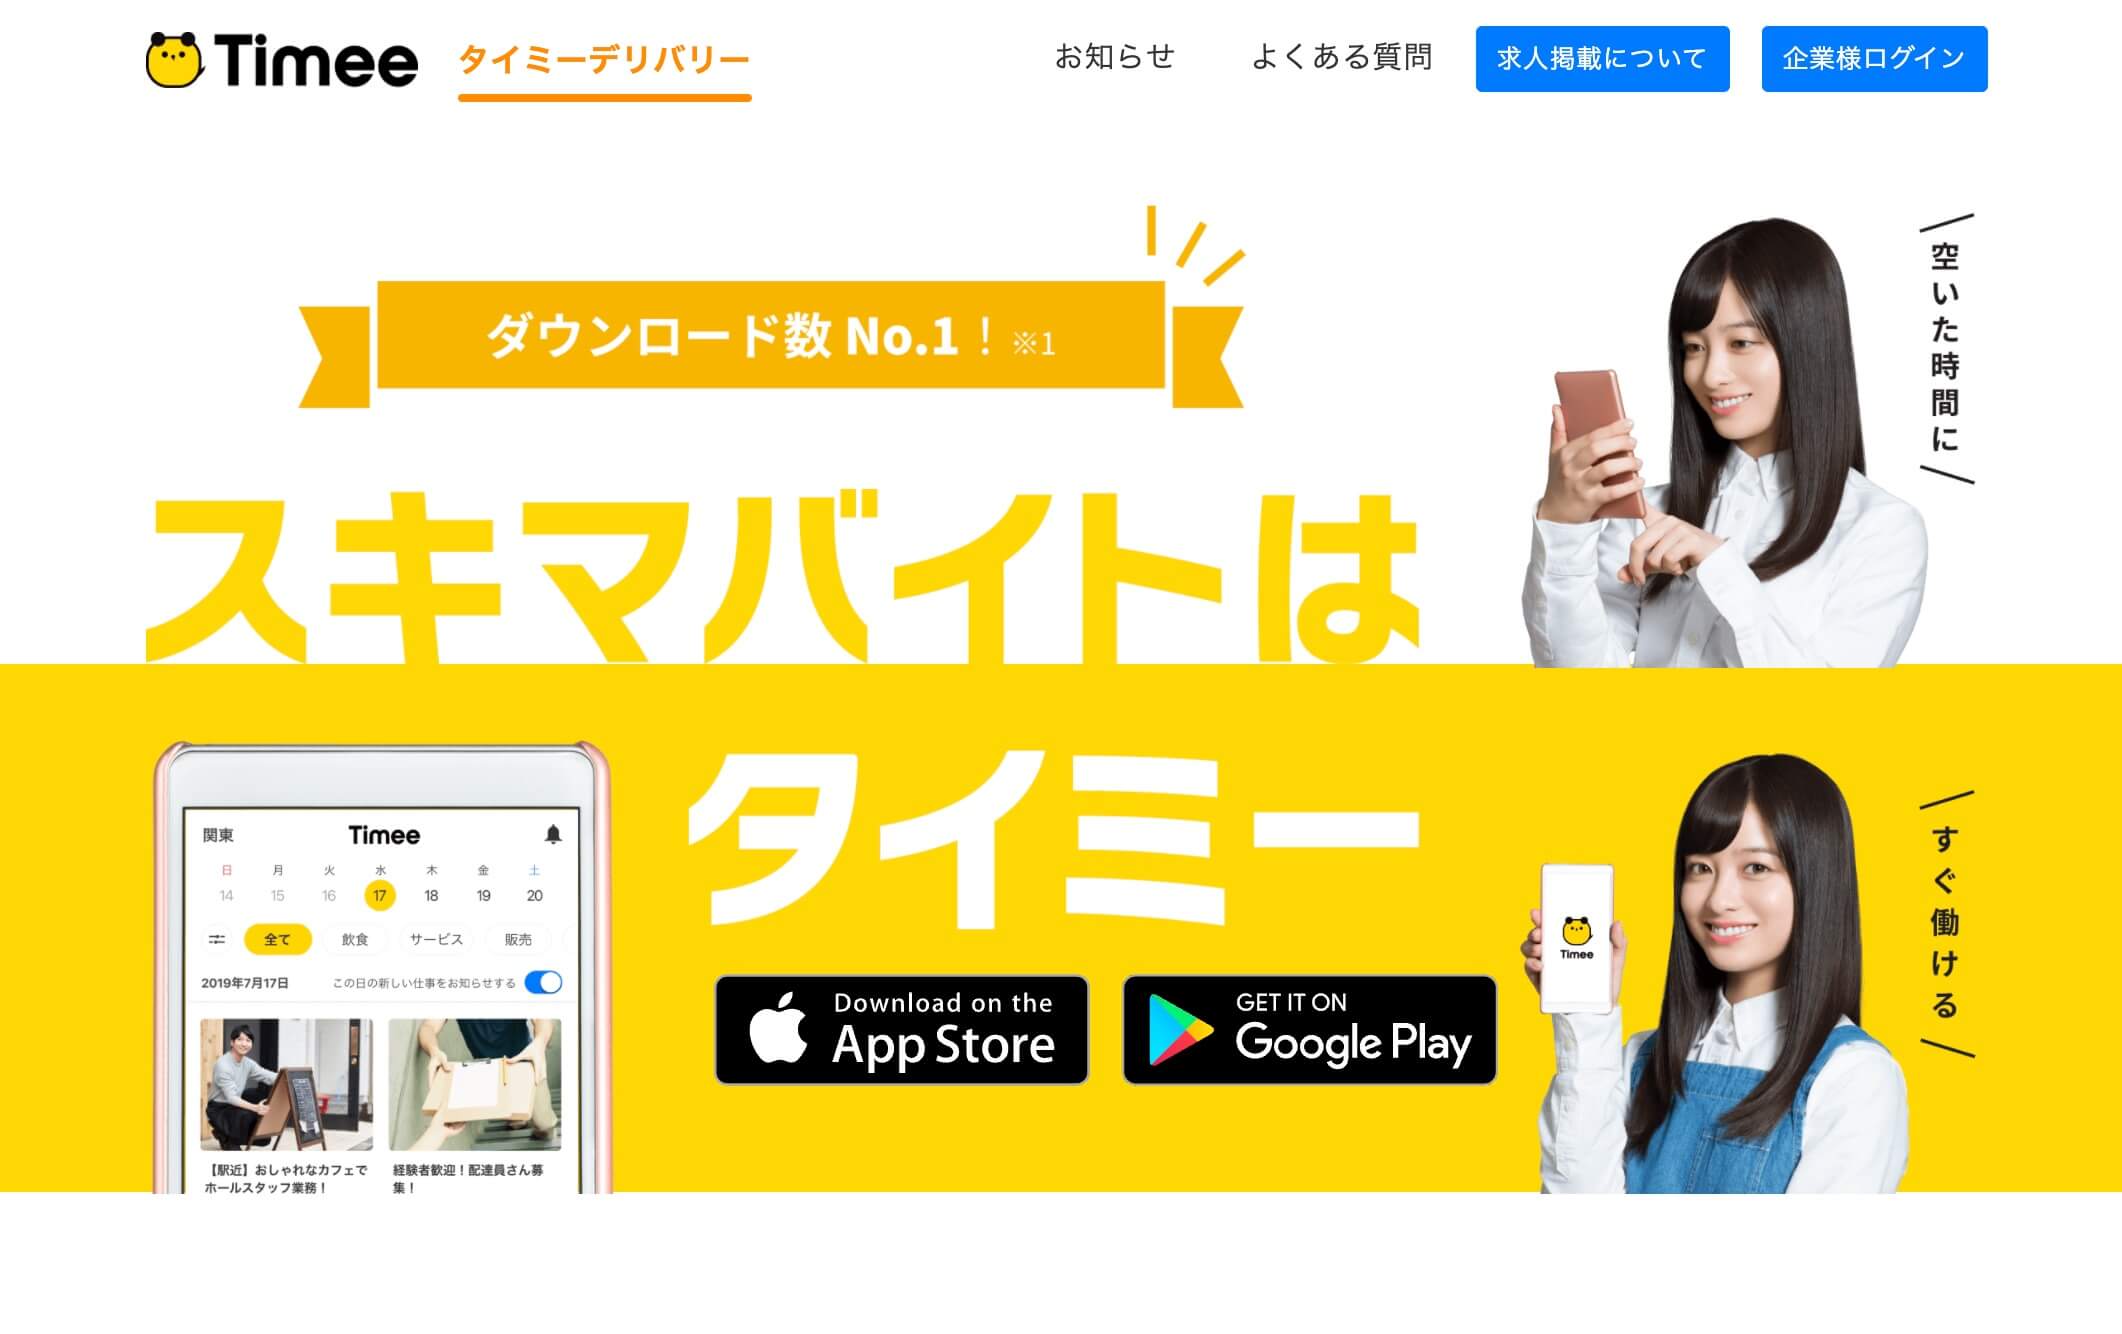 Timee
タイミーデリバリー
お知らせ
よくある質問
求人掲載について
企業様ログイン
ダウンロード数 No.1！※1
スキマバイトは
タイミー
空いた時間に
すぐ働ける
Download on the
App Store
GET IT ON
Google Play
関東
Timee
日 月 火 水 木 金 土
14 15 16 17 18 19 20
全て 飲食 サービス 販売
2019年7月17日
この日の新しい仕事をお知らせする
【駅近】おしゃれなカフェで
ホールスタッフ業務！
経験者歓迎！配達員さん募
集！
Timee